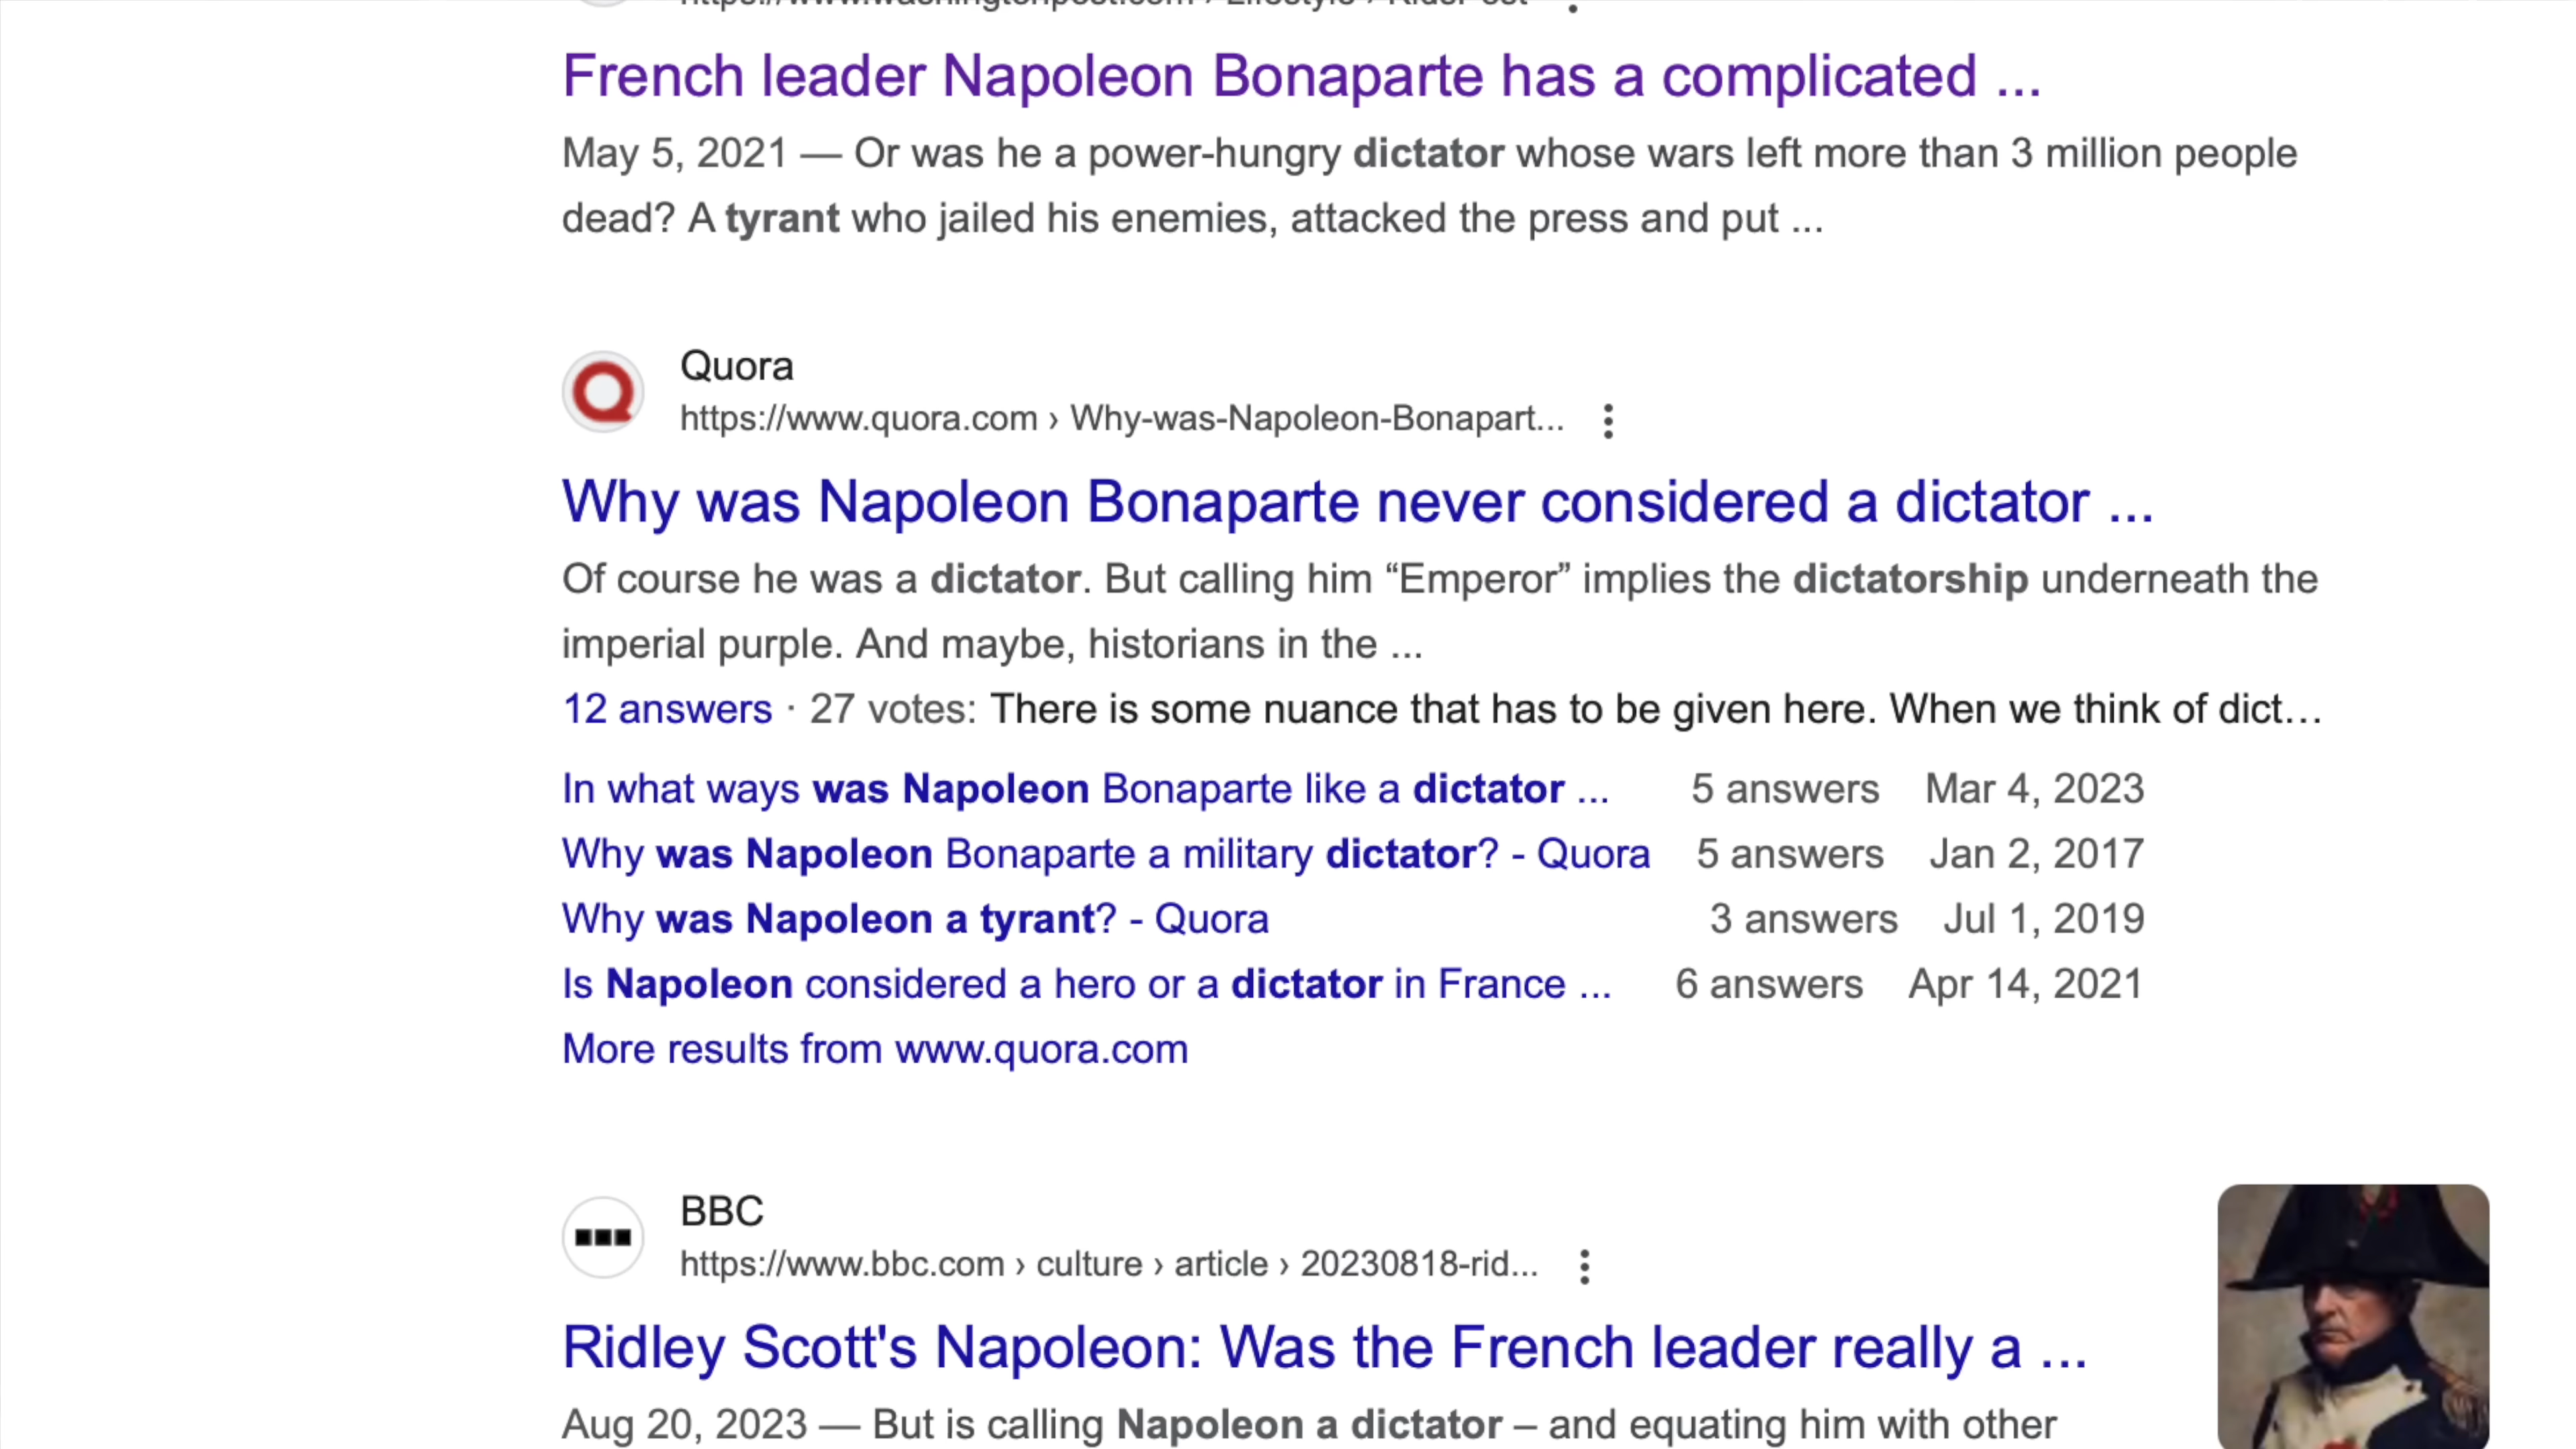 https://www.washingtonpost.com › Lifestyle › KidsPost
French leader Napoleon Bonaparte has a complicated ...
May 5, 2021 — Or was he a power-hungry dictator whose wars left more than 3 million people
dead? A tyrant who jailed his enemies, attacked the press and put ...
Quora
https://www.quora.com › Why-was-Napoleon-Bonapart...
Why was Napoleon Bonaparte never considered a dictator ...
Of course he was a dictator. But calling him “Emperor” implies the dictatorship underneath the
imperial purple. And maybe, historians in the ...
12 answers · 27 votes: There is some nuance that has to be given here. When we think of dict...
In what ways was Napoleon Bonaparte like a dictator ... 5 answers Mar 4, 2023
Why was Napoleon Bonaparte a military dictator? - Quora 5 answers Jan 2, 2017
Why was Napoleon a tyrant? - Quora 3 answers Jul 1, 2019
Is Napoleon considered a hero or a dictator in France ... 6 answers Apr 14, 2021
More results from www.quora.com
BBC
https://www.bbc.com › culture › article › 20230818-rid...
Ridley Scott's Napoleon: Was the French leader really a ...
Aug 20, 2023 — But is calling Napoleon a dictator – and equating him with other